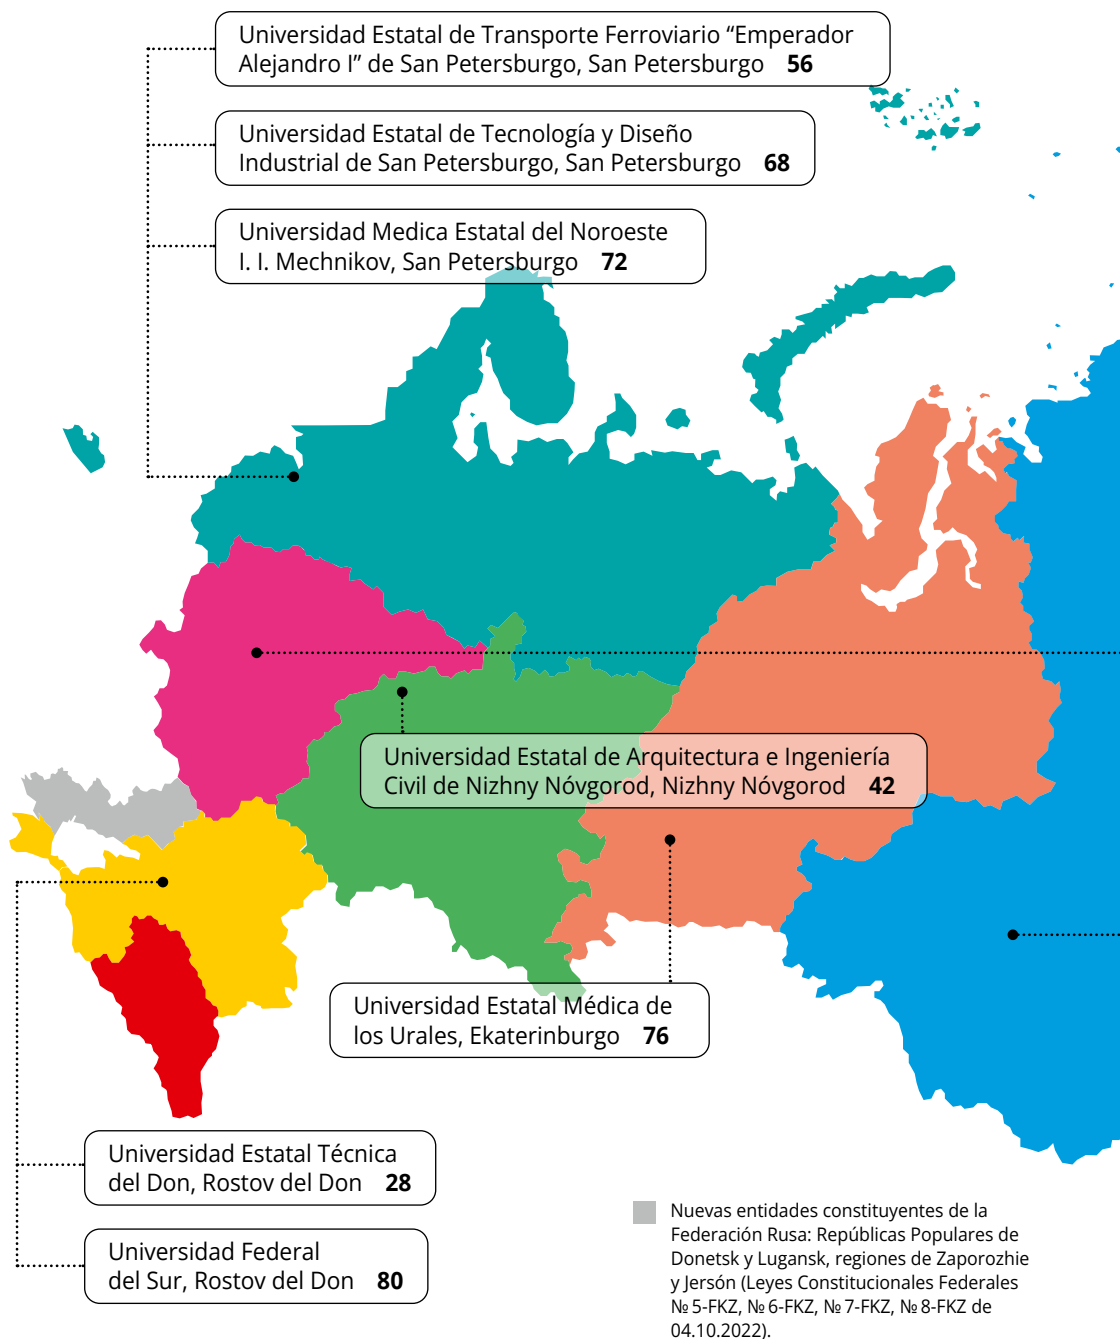 Universidad Estatal de Transporte Ferroviario “Emperador
Alejandro I” de San Petersburgo, San Petersburgo 56
Universidad Estatal de Tecnología y Diseño
Industrial de San Petersburgo, San Petersburgo 68
Universidad Medica Estatal del Noroeste
I. I. Mechnikov, San Petersburgo 72
Universidad Estatal de Arquitectura e Ingeniería
Civil de Nizhny Nóvgorod, Nizhny Nóvgorod 42
Universidad Estatal Médica de
los Urales, Ekaterinburgo 76
Universidad Estatal Técnica
del Don, Rostov del Don 28
Universidad Federal
del Sur, Rostov del Don 80
Nuevas entidades constituyentes de la
Federación Rusa: Repúblicas Populares de
Donetsk y Lugansk, regiones de Zaporozhie
y Jersón (Leyes Constitucionales Federales
№ 5-FKZ, № 6-FKZ, № 7-FKZ, № 8-FKZ de
04.10.2022).